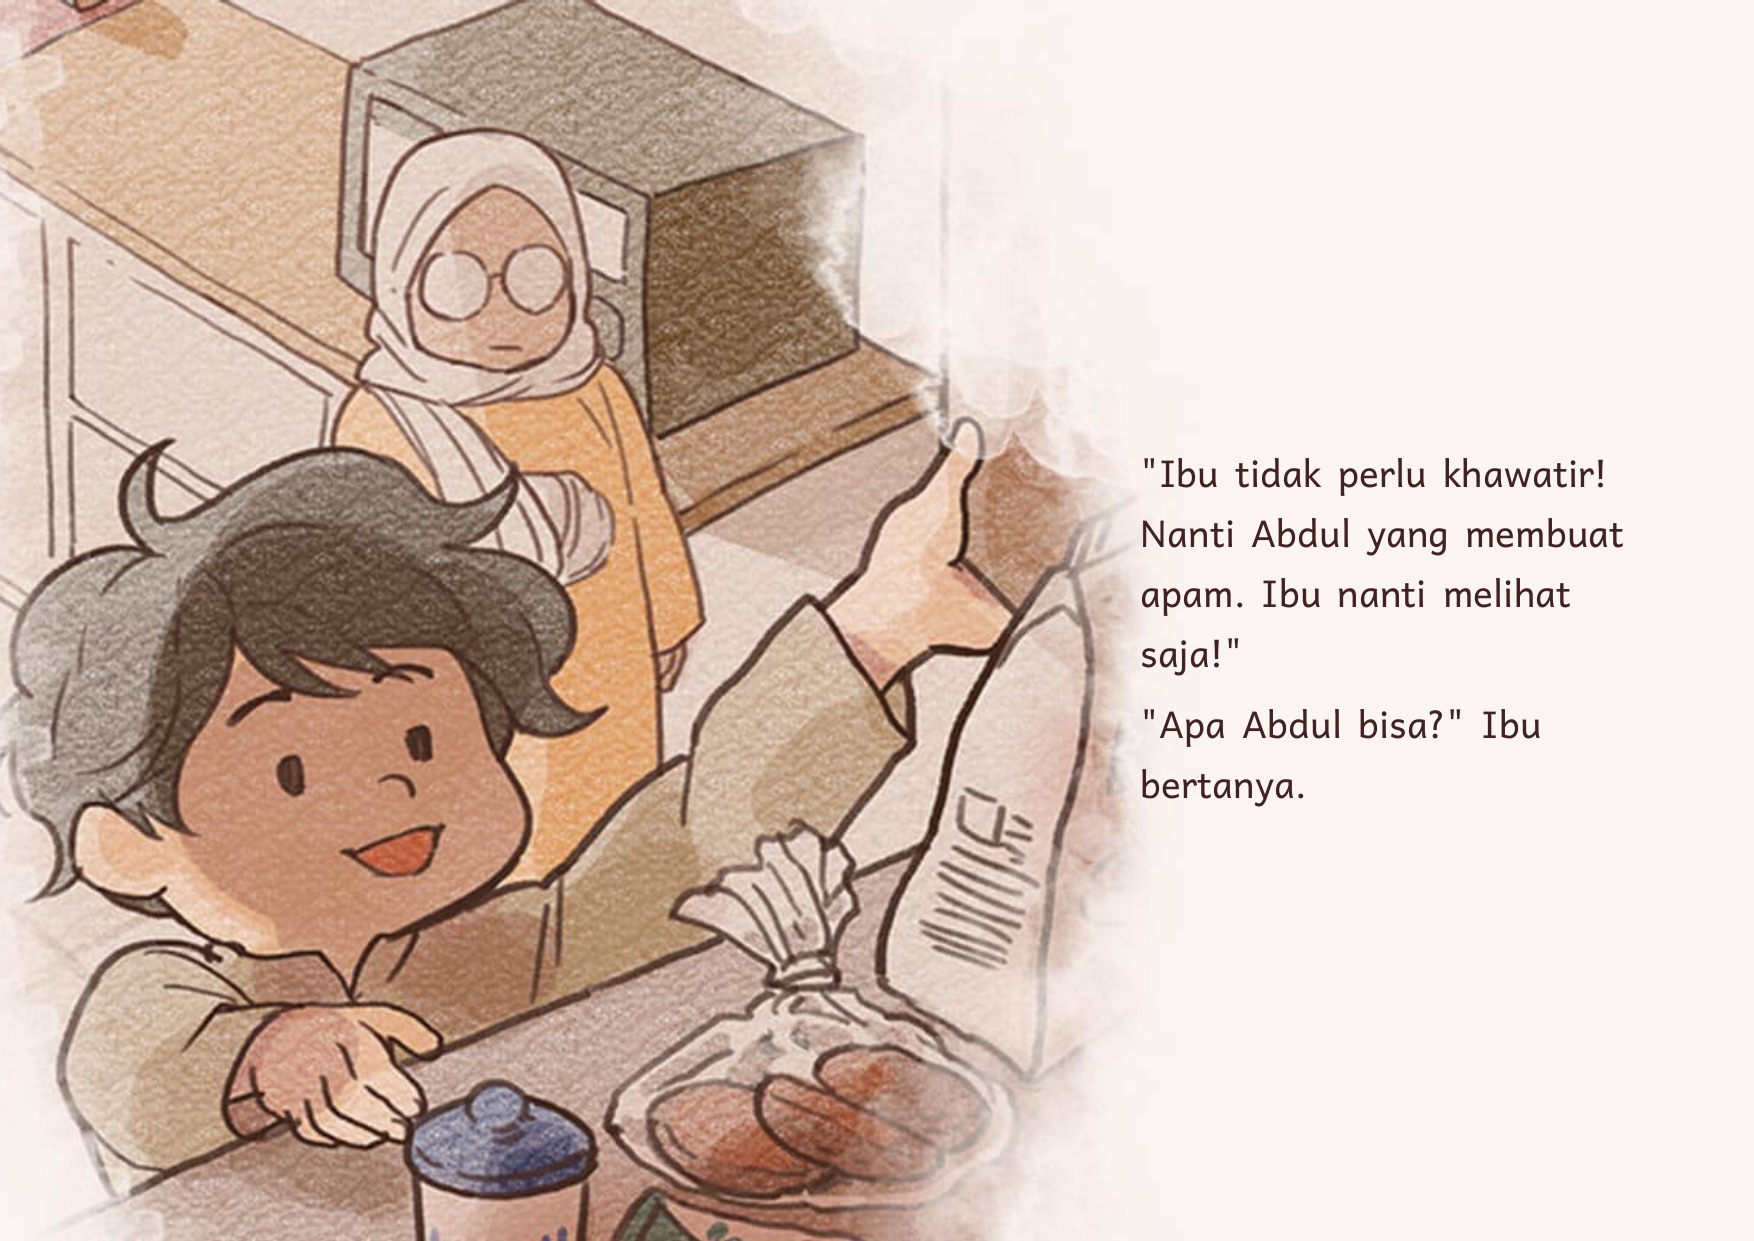 "Ibu tidak perlu khawatir!
Nanti Abdul yang membuat
apam. Ibu nanti melihat
saja!"
"Apa Abdul bisa?" Ibu
bertanya.